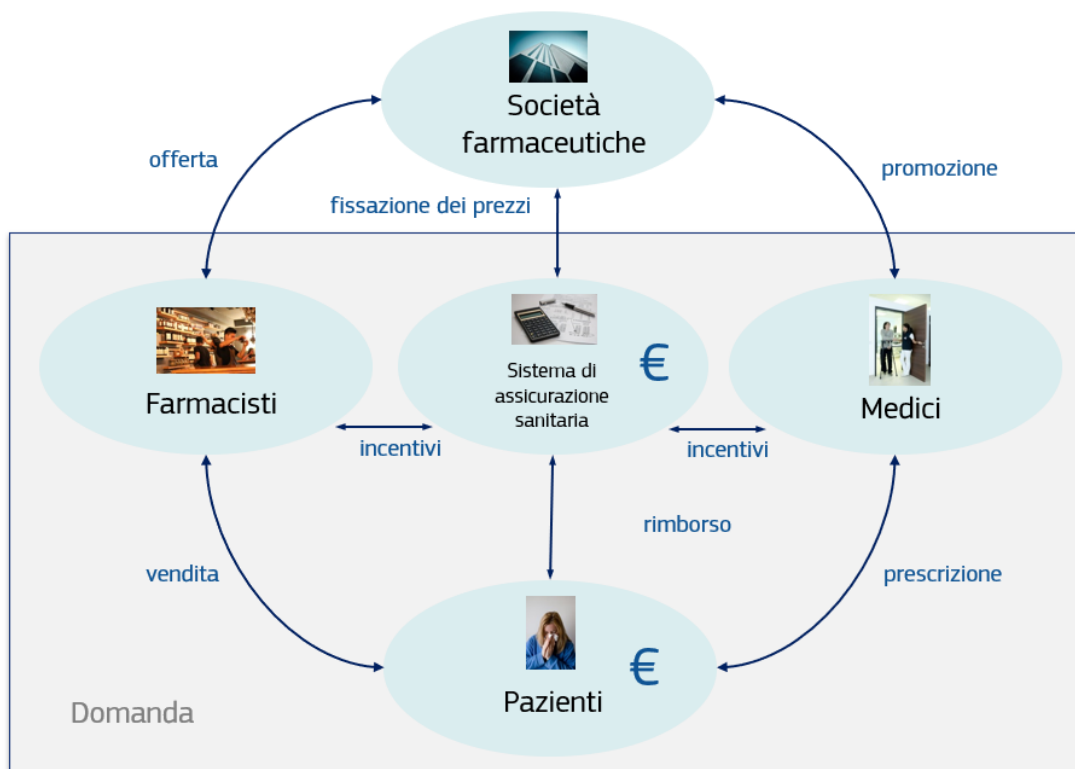 Società
farmaceutiche
offerta
promozione
fissazione dei prezzi
Farmacisti
Sistema di
assicurazione
sanitaria
€
Medici
incentivi
incentivi
rimborso
vendita
prescrizione
Pazienti
€
Domanda